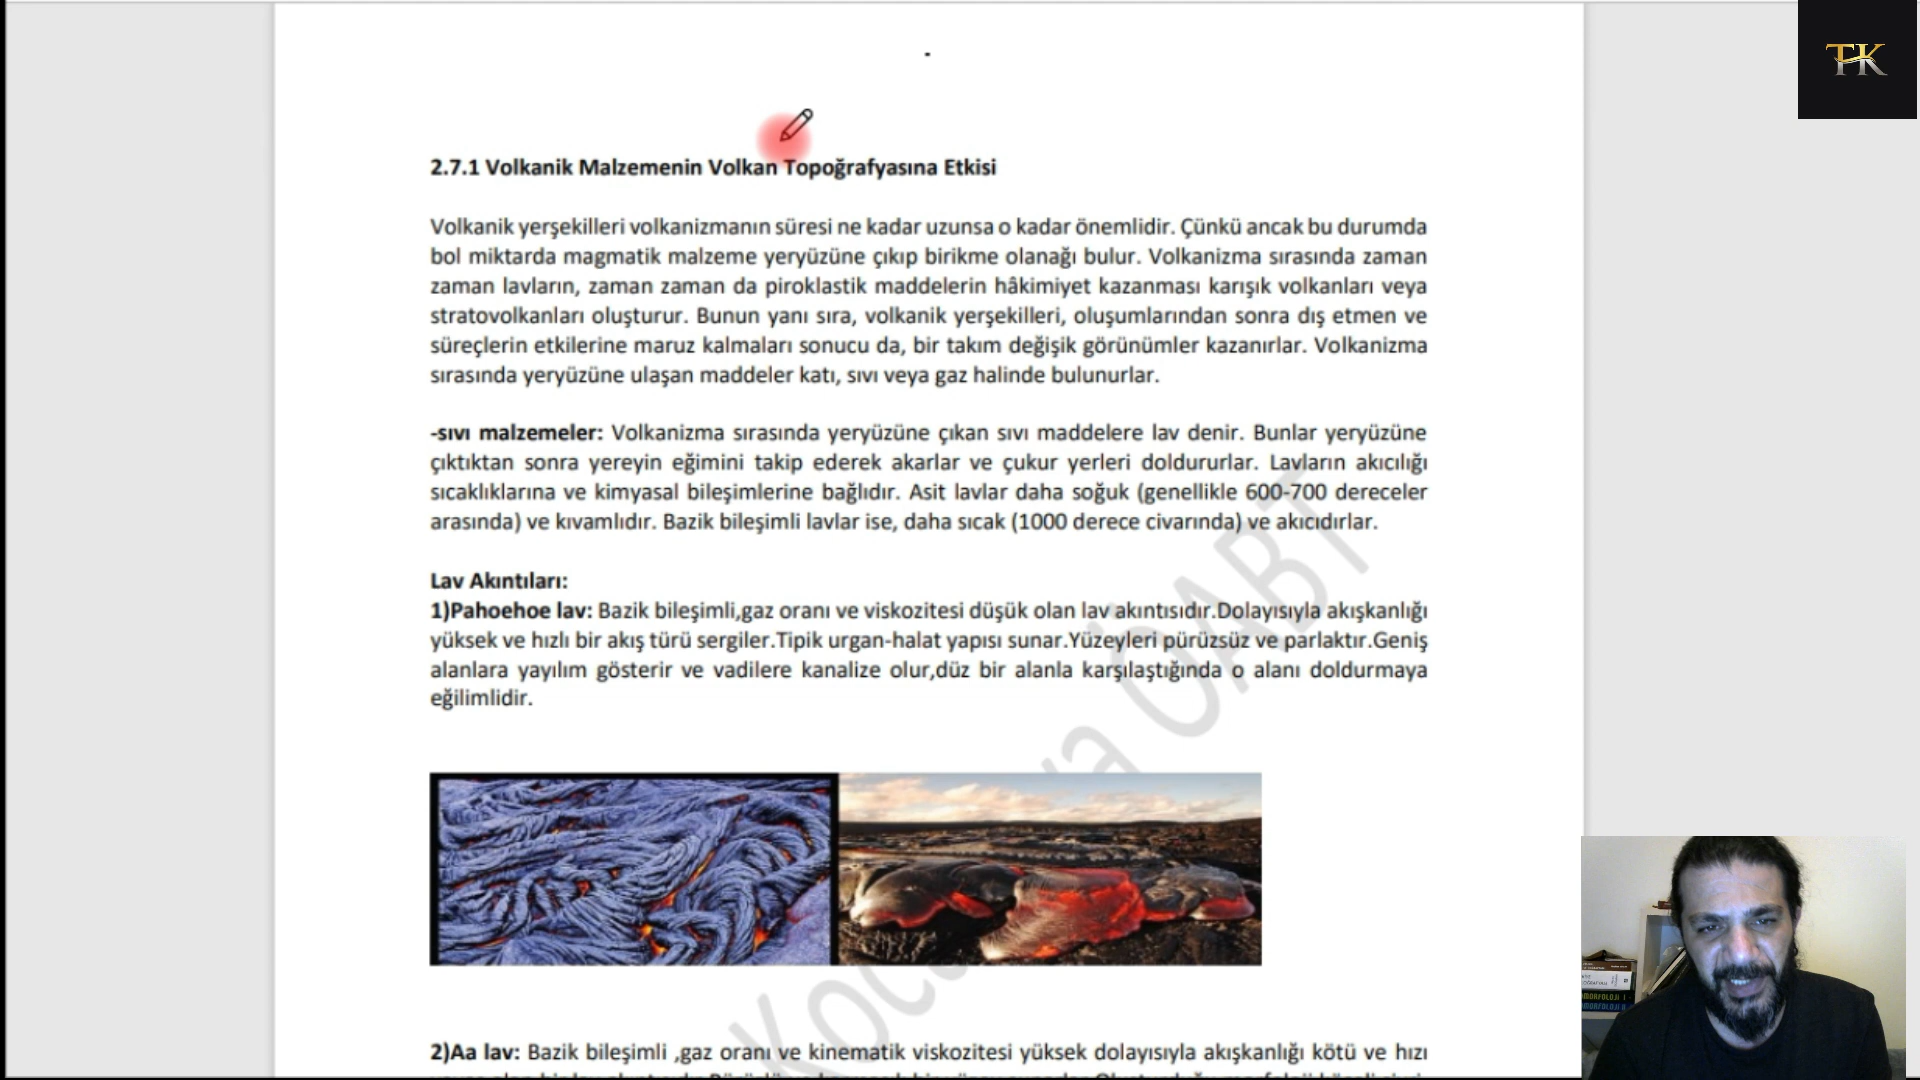 TK
2.7.1 Volkanik Malzemenin Volkan Topoğrafyasına Etkisi
Volkanik yerşekilleri volkanizmanın süresi ne kadar uzunsa o kadar önemlidir. Çünkü ancak bu durumda
bol miktarda magmatik malzeme yeryüzüne çıkıp birikme olanağı bulur. Volkanizma sırasında zaman
zaman lavların, zaman zaman da piroklastik maddelerin hâkimiyet kazanması karışık volkanları veya
stratovolkanları oluşturur. Bunun yanı sıra, volkanik yerşekilleri, oluşumlarından sonra dış etmen ve
süreçlerin etkilerine maruz kalmaları sonucu da, bir takım değişik görünümler kazanırlar. Volkanizma
sırasında yeryüzüne ulaşan maddeler katı, sıvı veya gaz halinde bulunurlar.
-sıvı malzemeler: Volkanizma sırasında yeryüzüne çıkan sıvı maddelere lav denir. Bunlar yeryüzüne
çıktıktan sonra yereyin eğimini takip ederek akarlar ve çukur yerleri doldururlar. Lavların akıcılığı
sıcaklıklarına ve kimyasal bileşimlerine bağlıdır. Asit lavlar daha soğuk (genellikle 600-700 dereceler
arasında) ve kıvamlıdır. Bazik bileşimli lavlar ise, daha sıcak (1000 derece civarında) ve akıcıdırlar.
Lav Akıntıları:
1)Pahoehoe lav: Bazik bileşimli,gaz oranı ve viskozitesi düşük olan lav akıntısıdır.Dolayısıyla akışkanlığı
yüksek ve hızlı bir akış türü sergiler.Tipik urgan-halat yapısı sunar.Yüzeyleri pürüzsüz ve parlaktır.Geniş
alanlara yayılım gösterir ve vadilere kanalize olur,düz bir alanla karşılaştığında o alanı doldurmaya
eğilimlidir.
ÖABT
2)Aa lav: Bazik bileşimli ,gaz oranı ve kinematik viskozitesi yüksek dolayısıyla akışkanlığı kötü ve hızı